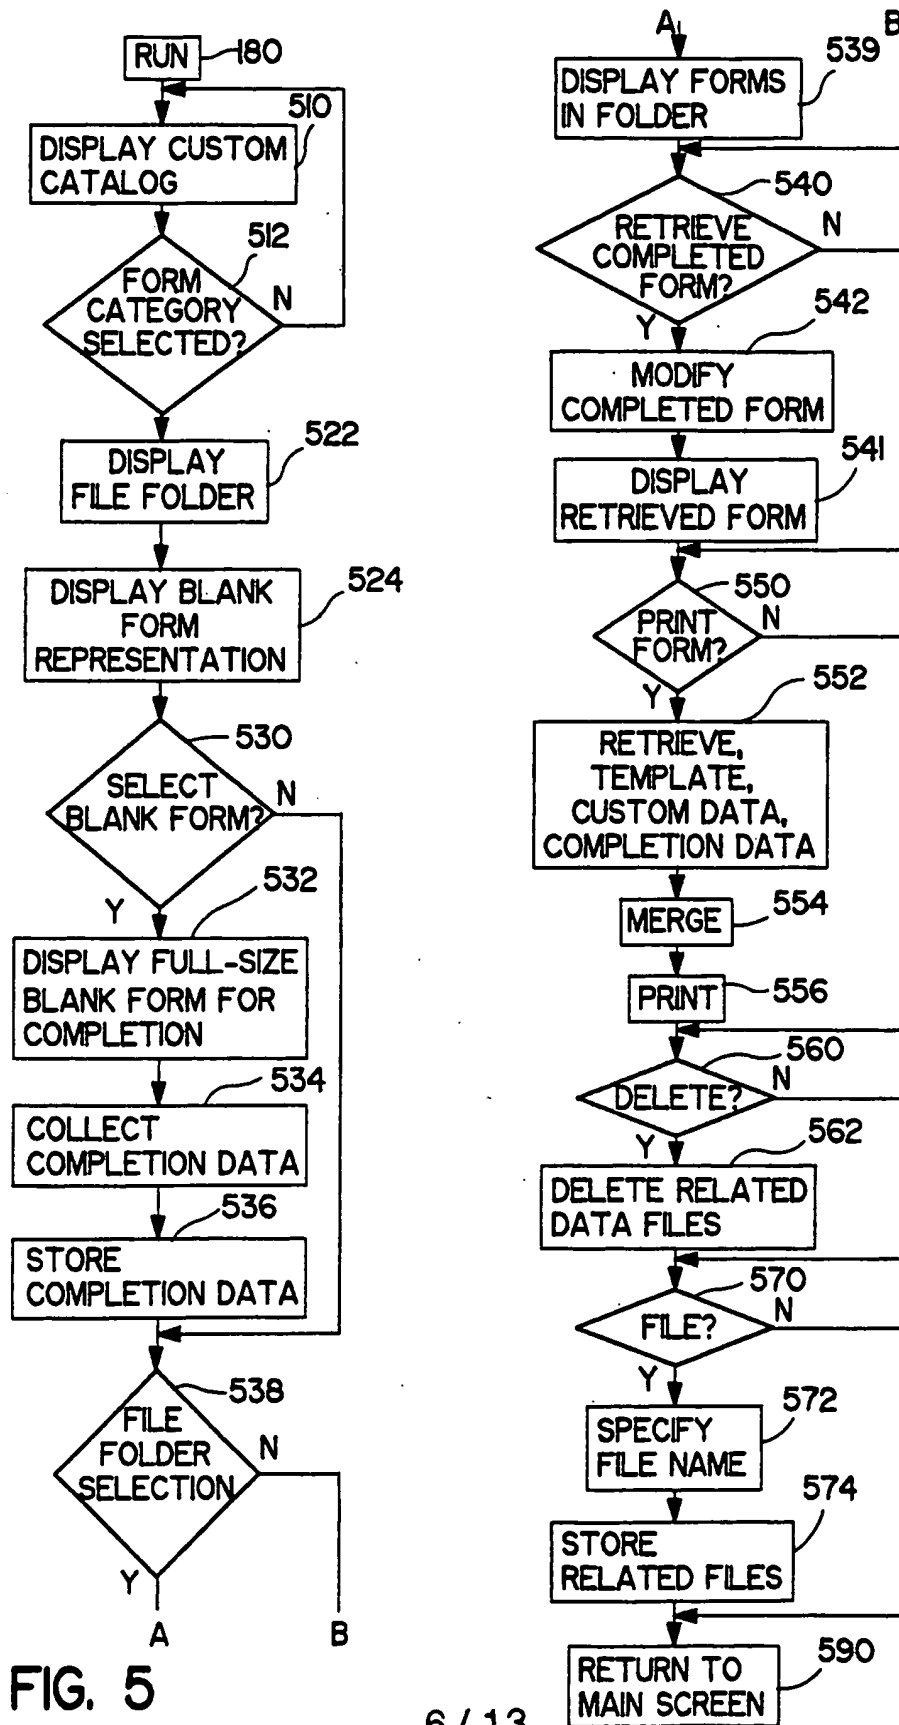 RUN
180
510
DISPLAY CUSTOM
CATALOG
512
FORM
CATEGORY
SELECTED?
N
522
DISPLAY
FILE FOLDER
524
DISPLAY BLANK
FORM
REPRESENTATION
530
SELECT
BLANK FORM?
N
Y
532
DISPLAY FULL-SIZE
BLANK FORM FOR
COMPLETION
534
COLLECT
COMPLETION DATA
536
STORE
COMPLETION DATA
538
FILE
FOLDER
SELECTION
N
Y
A
B
FIG. 5
A
B
539
DISPLAY FORMS
IN FOLDER
540
RETRIEVE
COMPLETED
FORM?
N
Y
542
MODIFY
COMPLETED FORM
541
DISPLAY
RETRIEVED FORM
550
PRINT
FORM?
N
Y
552
RETRIEVE,
TEMPLATE,
CUSTOM DATA,
COMPLETION DATA
MERGE
554
PRINT
556
560
DELETE?
N
Y
562
DELETE RELATED
DATA FILES
570
FILE?
N
Y
572
SPECIFY
FILE NAME
574
STORE
RELATED FILES
590
RETURN TO
MAIN SCREEN
6/13